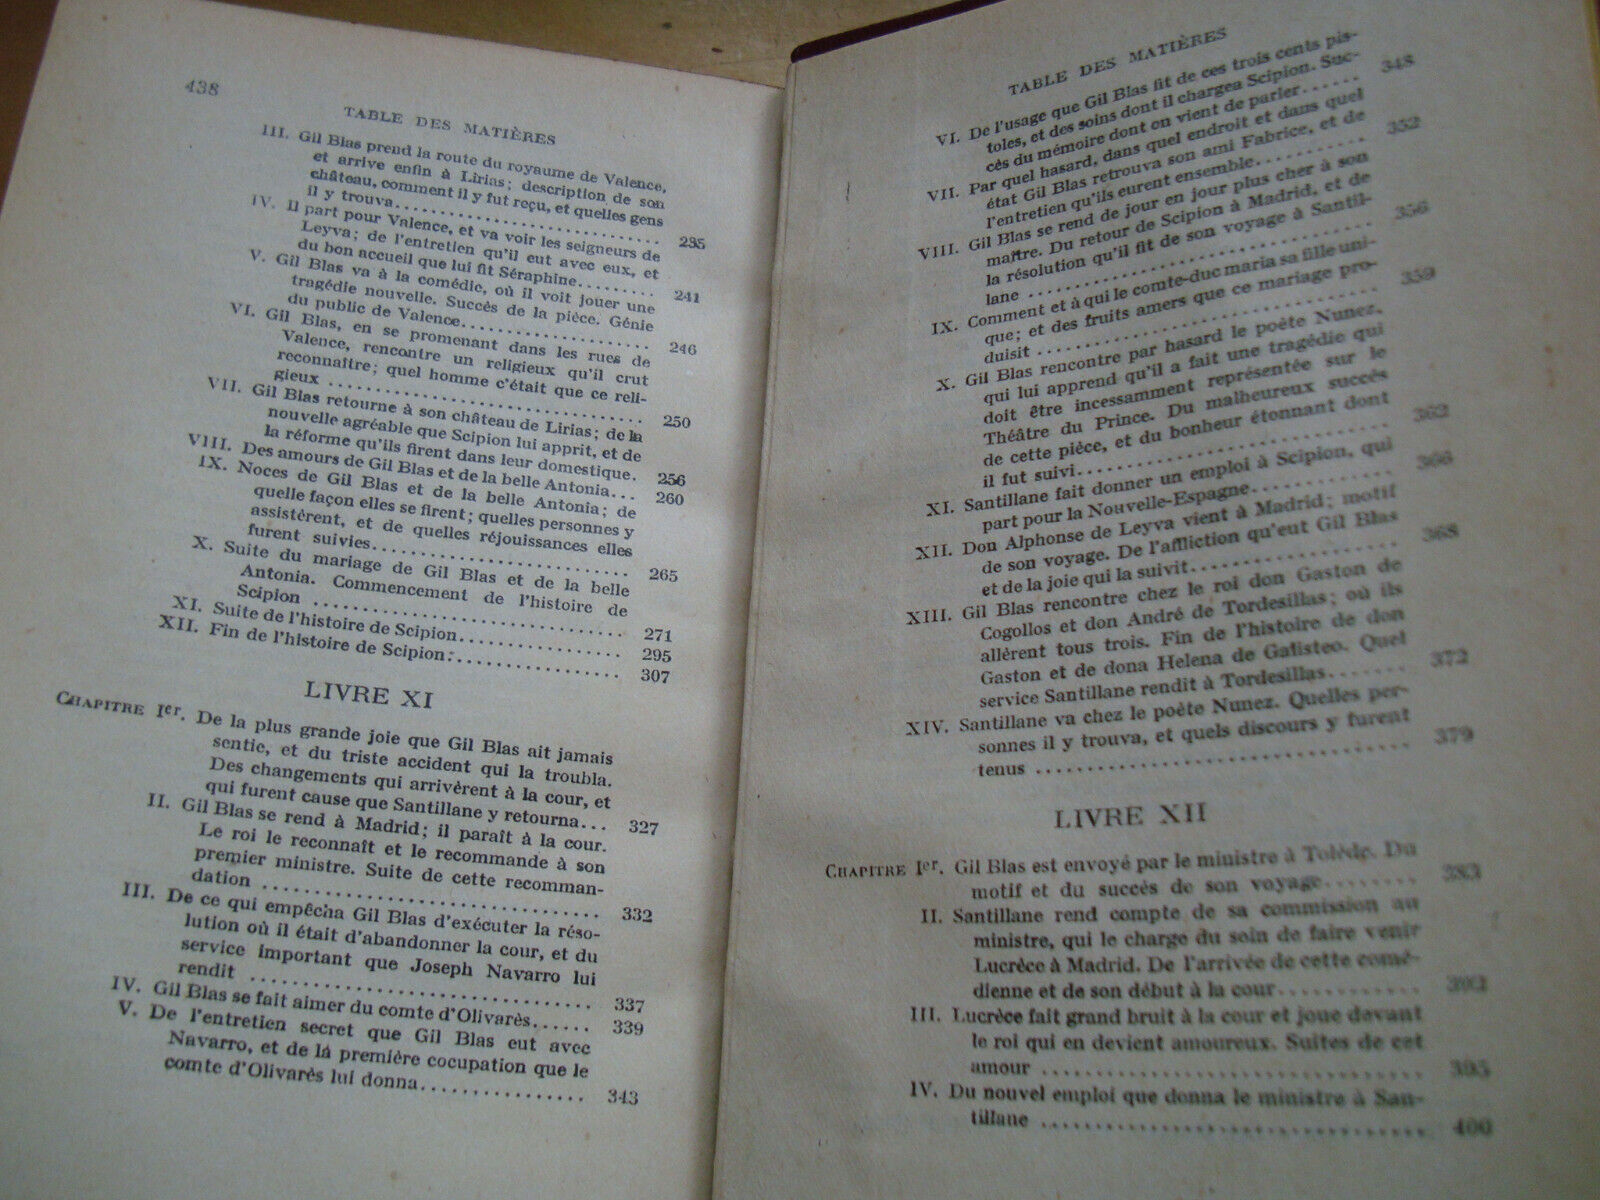 438
TABLE DES MATIÈRES
III. Gil Blas prend la route du royaume de Valence,
et arrive enfin à Lirias; description de son
château, comment il y fut reçu, et quelles gens
il y trouva........................ 235
IV. Il part pour Valence, et va voir les seigneurs de
Leyva; de l'entretien qu'il eut avec eux, et
du bon accueil que lui fit Séraphine......... 241
V. Gil Blas va à la comédie, où il voit jouer une
tragédie nouvelle. Succès de la pièce. Génie
du public de Valence.................. 246
VI. Gil Blas, en se promenant dans les rues de
Valence, rencontre un religieux qu'il crut
reconnaître; quel homme c'était que ce reli-
gieux ........................ 250
VII. Gil Blas retourne à son château de Lirias; de la
nouvelle agréable que Scipion lui apprit, et de
la réforme qu'ils firent dans leur domestique. 256
VIII. Des amours de Gil Blas et de la belle Antonia... 260
IX. Noces de Gil Blas et de la belle Antonia; de
quelle façon elles se firent; quelles personnes y
assistèrent, et de quelles réjouissances elles
furent suivies........................ 265
X. Suite du mariage de Gil Blas et de la belle
Antonia. Commencement de l'histoire de
Scipion ........................ 271
XI. Suite de l'histoire de Scipion............... 295
XII. Fin de l'histoire de Scipion:............... 307
LIVRE XI
CHAPITRE Ier. De la plus grande joie que Gil Blas ait jamais
sentie, et du triste accident qui la troubla.
Des changements qui arrivèrent à la cour, et
qui furent cause que Santillane y retourna... 327
II. Gil Blas se rend à Madrid; il paraît à la cour.
Le roi le reconnaît et le recommande à son
premier ministre. Suite de cette recomman-
dation ........................ 332
III. De ce qui empêcha Gil Blas d'exécuter la réso-
lution où il était d'abandonner la cour, et du
service important que Joseph Navarro lui
rendit ........................ 337
IV. Gil Blas se fait aimer du comte d'Olivarès...... 339
V. De l'entretien secret que Gil Blas eut avec
Navarro, et de la première cocupation que le
comte d'Olivarès lui donna............... 343
TABLE DES MATIÈRES
VI. De l'usage que Gil Blas fit de ces trois cents pis-
toles, et des soins dont il chargea Scipion. Suc-
cès du mémoire dont on vient de parler...... 348
VII. Par quel hasard, dans quel endroit et dans quel
état Gil Blas retrouva son ami Fabrice, et de
l'entretien qu'ils eurent ensemble........... 352
VIII. Gil Blas se rend de jour en jour plus cher à son
maître. Du retour de Scipion à Madrid, et de
la résolution qu'il fit de son voyage à Santil-
lane ........................ 356
IX. Comment et à qui le comte-duc maria sa fille uni-
que; et des fruits amers que ce mariage pro-
duisit ........................ 359
X. Gil Blas rencontre par hasard le poète Nunez,
qui lui apprend qu'il a fait une tragédie qui
doit être incessamment représentée sur le
Théâtre du Prince. Du malheureux succès
de cette pièce, et du bonheur étonnant dont
il fut suivi........................ 362
XI. Santillane fait donner un emploi à Scipion, qui
part pour la Nouvelle-Espagne............ 366
XII. Don Alphonse de Leyva vient à Madrid; motif
de son voyage. De l'affliction qu'eut Gil Blas
et de la joie qui la suivit.................. 368
XIII. Gil Blas rencontre chez le roi don Gaston de
Cogollos et don André de Tordesillas; où ils
allèrent tous trois. Fin de l'histoire de don
Gaston et de dona Helena de Galisteo. Quel
service Santillane rendit à Tordesillas....... 372
XIV. Santillane va chez le poète Nunez. Quelles per-
sonnes il y trouva, et quels discours y furent
tenus ........................ 379
LIVRE XII
CHAPITRE Ier. Gil Blas est envoyé par le ministre à Tolède. Du
motif et du succès de son voyage......... 383
II. Santillane rend compte de sa commission au
ministre, qui le charge du soin de faire venir
Lucrèce à Madrid. De l'arrivée de cette comé-
dienne et de son début à la cour............ 392
III. Lucrèce fait grand bruit à la cour et joue devant
le roi qui en devient amoureux. Suites de cet
amour ........................ 395
IV. Du nouvel emploi que donna le ministre à San-
tillane ........................ 400